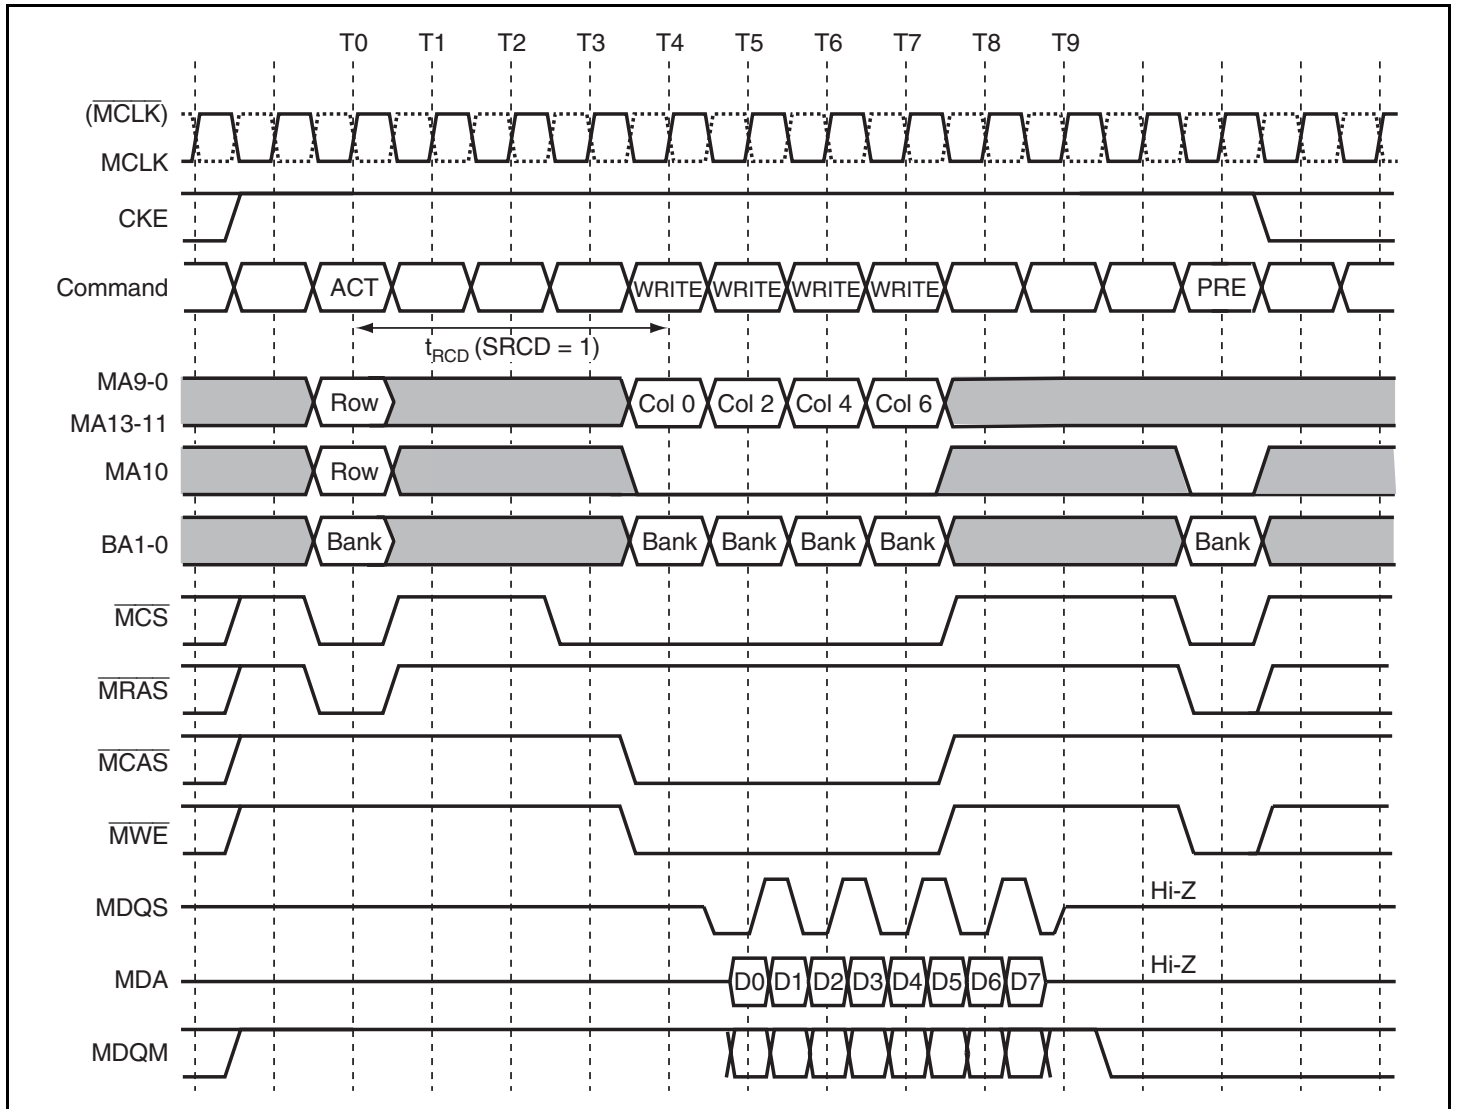 T0 T1 T2 T3 T4 T5 T6 T7 T8 T9
(MCLK)
MCLK
CKE
Command ACT WRITE WRITE WRITE WRITE PRE
tRCD (SRCD = 1)
MA9-0
Row Col 0 Col 2 Col 4 Col 6
MA13-11
MA10 Row
BA1-0 Bank Bank Bank Bank Bank Bank
MCS
MRAS
MCAS
MWE
MDQS Hi-Z
MDA D0 D1 D2 D3 D4 D5 D6 D7 Hi-Z
MDQM